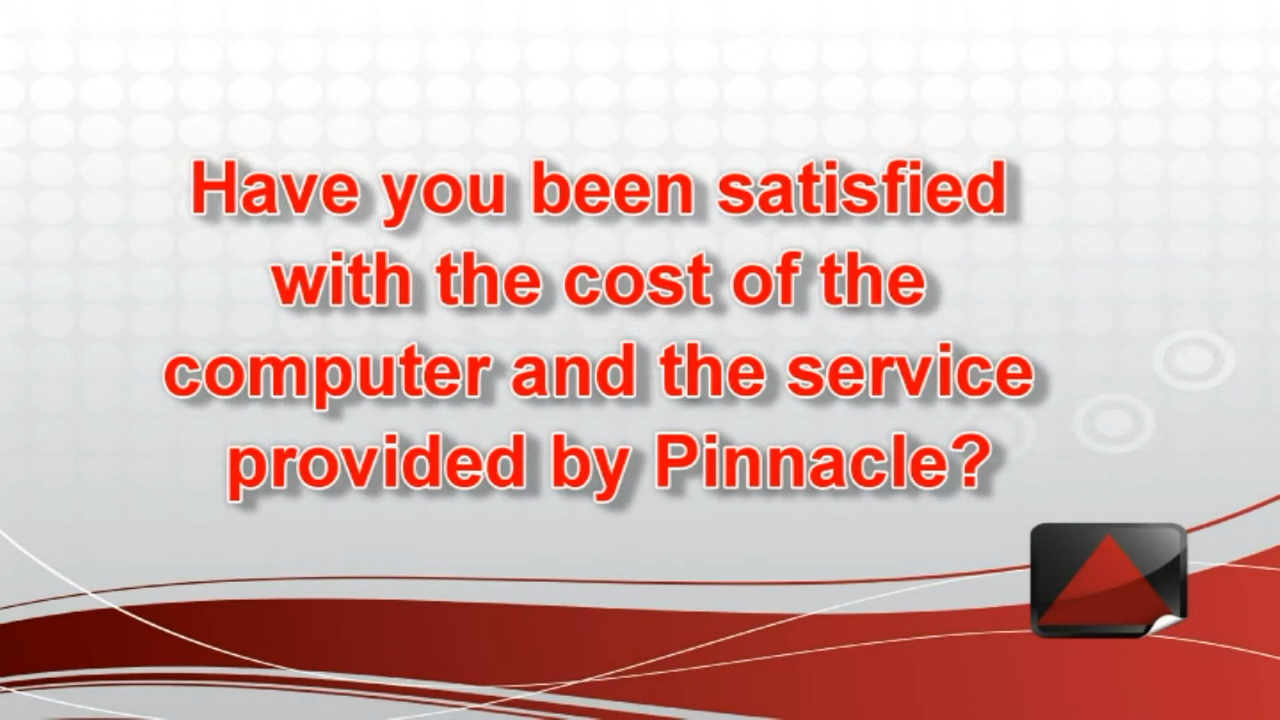 Have you been satisfied
with the cost of the
computer and the service
provided by Pinnacle?